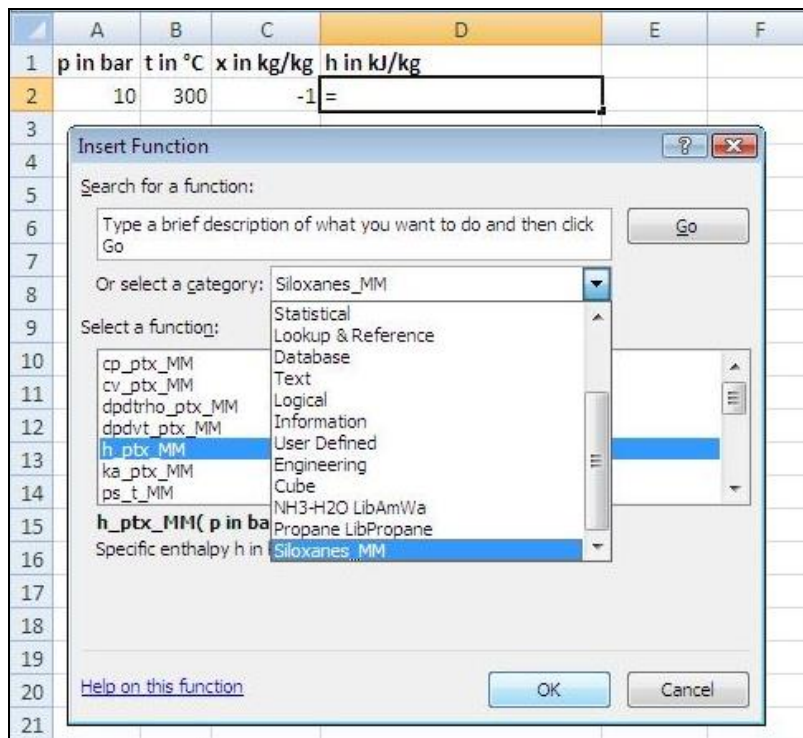 A B C D E F
1 p in bar t in °C x in kg/kg h in kJ/kg
2 10 300 -1 =
3
Insert Function
4
Search for a function:
5
6 Type a brief description of what you want to do and then click Go
Go
7
Or select a category: Siloxanes_MM
8
Statistical
9 Select a function:
Lookup & Reference
Database
10 cp_ptx_MM
Text
11 cv_ptx_MM
Logical
dpdtrho_ptx_MM
12 Information
dpdvt_ptx_MM
User Defined
13 h_ptx_MM
Engineering
ka_ptx_MM
Cube
14 ps_t_MM
NH3-H2O LibAmWa
15 h_ptx_MM( p in ba
Propane LibPropane
16 Specific enthalpy h in
Siloxanes_MM
17
18
19
20 Help on this function OK Cancel
21